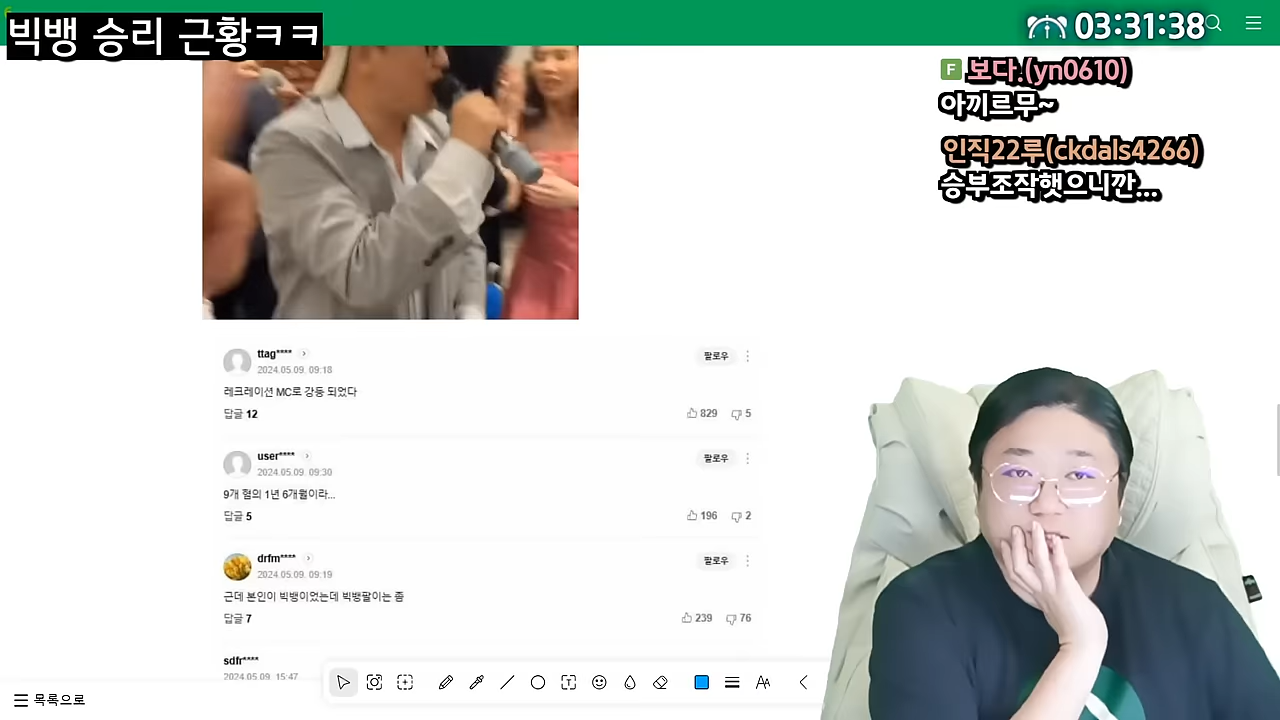 빅뱅 승리 근황ㅋㅋ
03:31:38
F 보다.(yn0610)
아끼르무~
인직22루(ckdals4266)
승부조작햇으니깐...
ttag****
2024.05.09. 09:18
팔로우
레크레이션 MC로 강등 되었다
답글 12
829 5
user****
2024.05.09. 09:30
팔로우
9개 혐의 1년 6개월이라...
답글 5
196 2
drfm****
2024.05.09. 09:19
팔로우
근데 본인이 빅뱅이었는데 빅뱅팔이는 좀
답글 7
239 76
sdfr****
2024.05.09. 15:47
목록으로